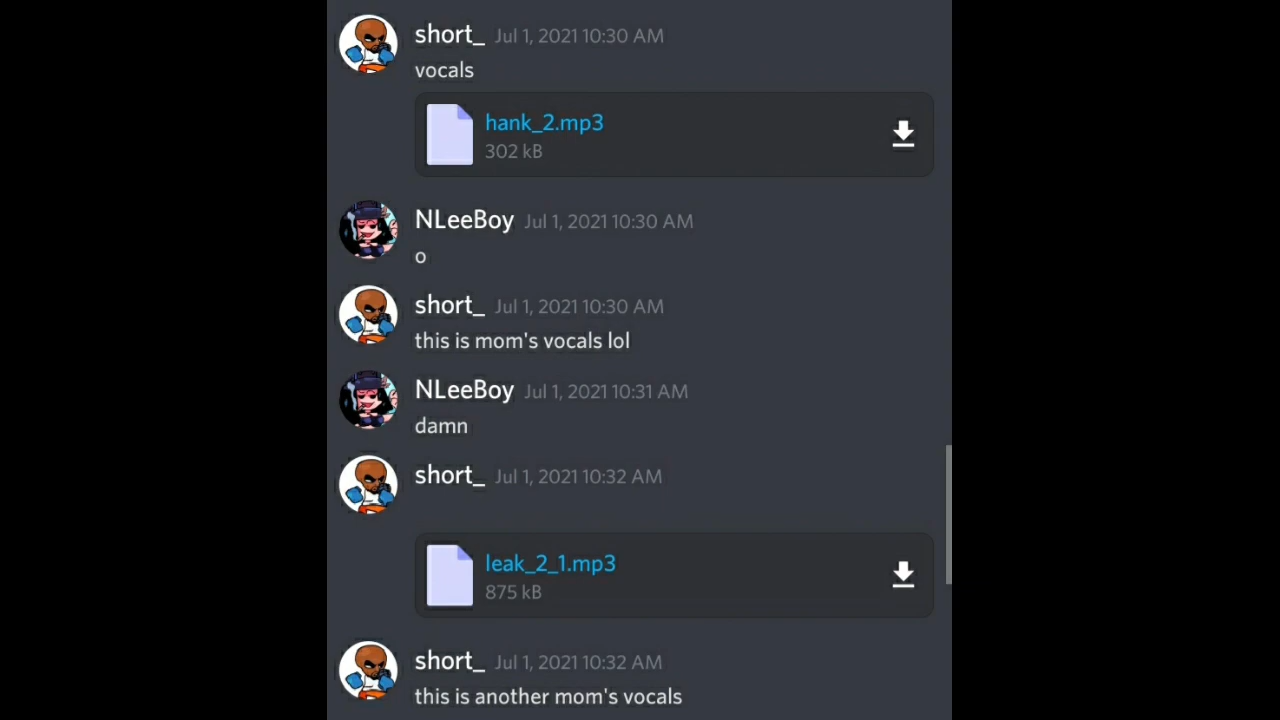 short_ Jul 1, 2021 10:30 AM
vocals
hank_2.mp3
302 kB
NLeeBoy Jul 1, 2021 10:30 AM
o
short_ Jul 1, 2021 10:30 AM
this is mom's vocals lol
NLeeBoy Jul 1, 2021 10:31 AM
damn
short_ Jul 1, 2021 10:32 AM
leak_2_1.mp3
875 kB
short_ Jul 1, 2021 10:32 AM
this is another mom's vocals